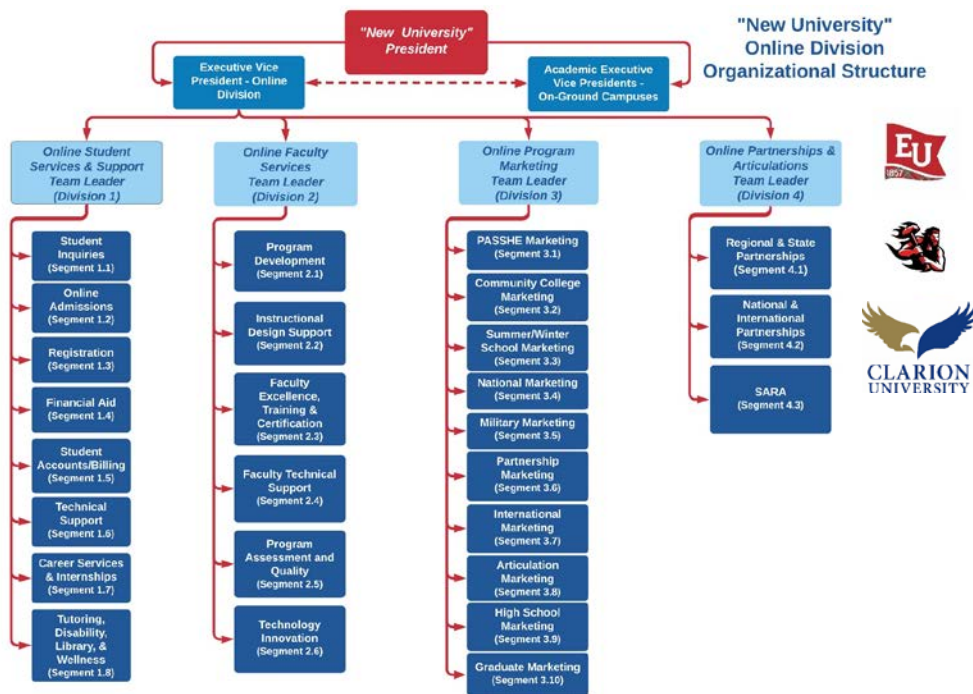 "New University"
President
"New University"
Online Division
Organizational Structure
Executive Vice
President - Online
Division
Academic Executive
Vice Presidents -
On-Ground Campuses
Online Student
Services & Support
Team Leader
(Division 1)
Online Faculty
Services
Team Leader
(Division 2)
Online Program
Marketing
Team Leader
(Division 3)
Online Partnerships &
Articulations
Team Leader
(Division 4)
Student
Inquiries
(Segment 1.1)
Online
Admissions
(Segment 1.2)
Registration
(Segment 1.3)
Financial Aid
(Segment 1.4)
Student
Accounts/Billing
(Segment 1.5)
Technical
Support
(Segment 1.6)
Career Services
& Internships
(Segment 1.7)
Tutoring,
Disability,
Library, &
Wellness
(Segment 1.8)
Program
Development
(Segment 2.1)
Instructional
Design Support
(Segment 2.2)
Faculty
Excellence,
Training &
Certification
(Segment 2.3)
Faculty Technical
Support
(Segment 2.4)
Program
Assessment and
Quality
(Segment 2.5)
Technology
Innovation
(Segment 2.6)
PASSHE Marketing
(Segment 3.1)
Community College
Marketing
(Segment 3.2)
Summer/Winter
School Marketing
(Segment 3.3)
National Marketing
(Segment 3.4)
Military Marketing
(Segment 3.5)
Partnership
Marketing
(Segment 3.6)
International
Marketing
(Segment 3.7)
Articulation
Marketing
(Segment 3.8)
High School
Marketing
(Segment 3.9)
Graduate Marketing
(Segment 3.10)
Regional & State
Partnerships
(Segment 4.1)
National &
International
Partnerships
(Segment 4.2)
SARA
(Segment 4.3)
EU
1857
CLARION
UNIVERSITY